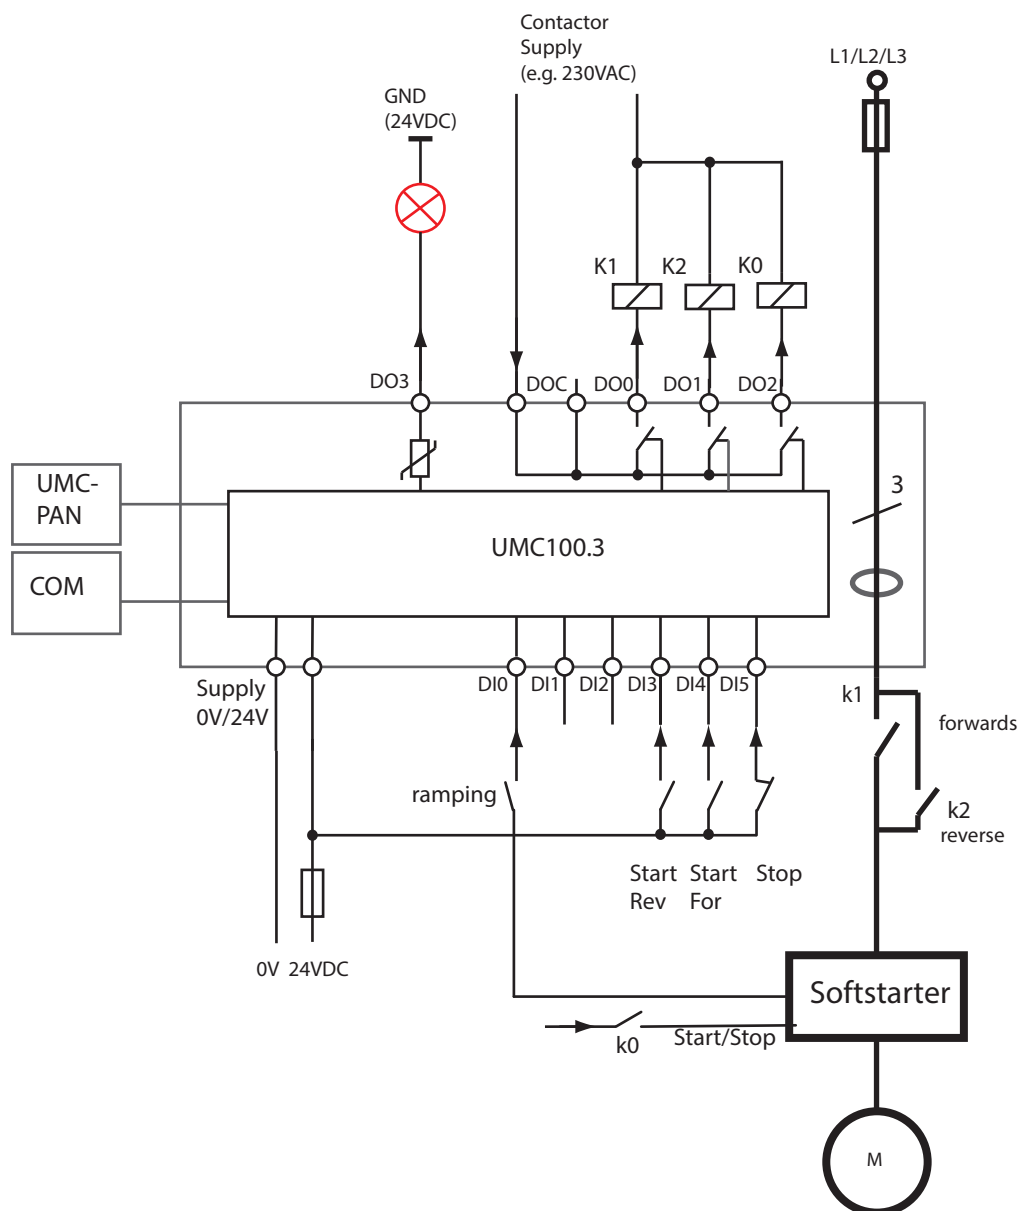 Contactor
Supply
(e.g. 230VAC)
L1/L2/L3
GND
(24VDC)
K1
K2
K0
DO3
DOC
DO0
DO1
DO2
UMC-
PAN
3
UMC100.3
COM
Supply
0V/24V
DI0
DI1
DI2
DI3
DI4
DI5
k1
forwards
ramping
k2
reverse
Start
Rev
Start
For
Stop
0V
24VDC
Softstarter
k0
Start/Stop
M